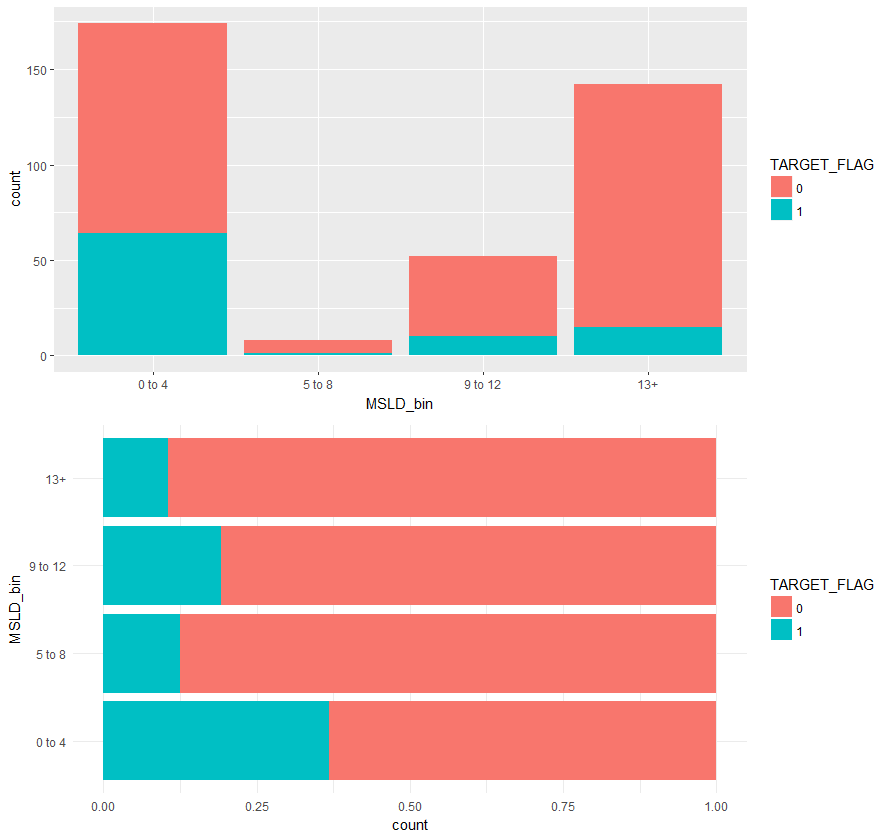 150
100
50
0
count
0 to 4
5 to 8
9 to 12
13+
MSLD_bin
TARGET_FLAG
0
1
13+
9 to 12
5 to 8
0 to 4
MSLD_bin
0.00
0.25
0.50
0.75
1.00
count
TARGET_FLAG
0
1